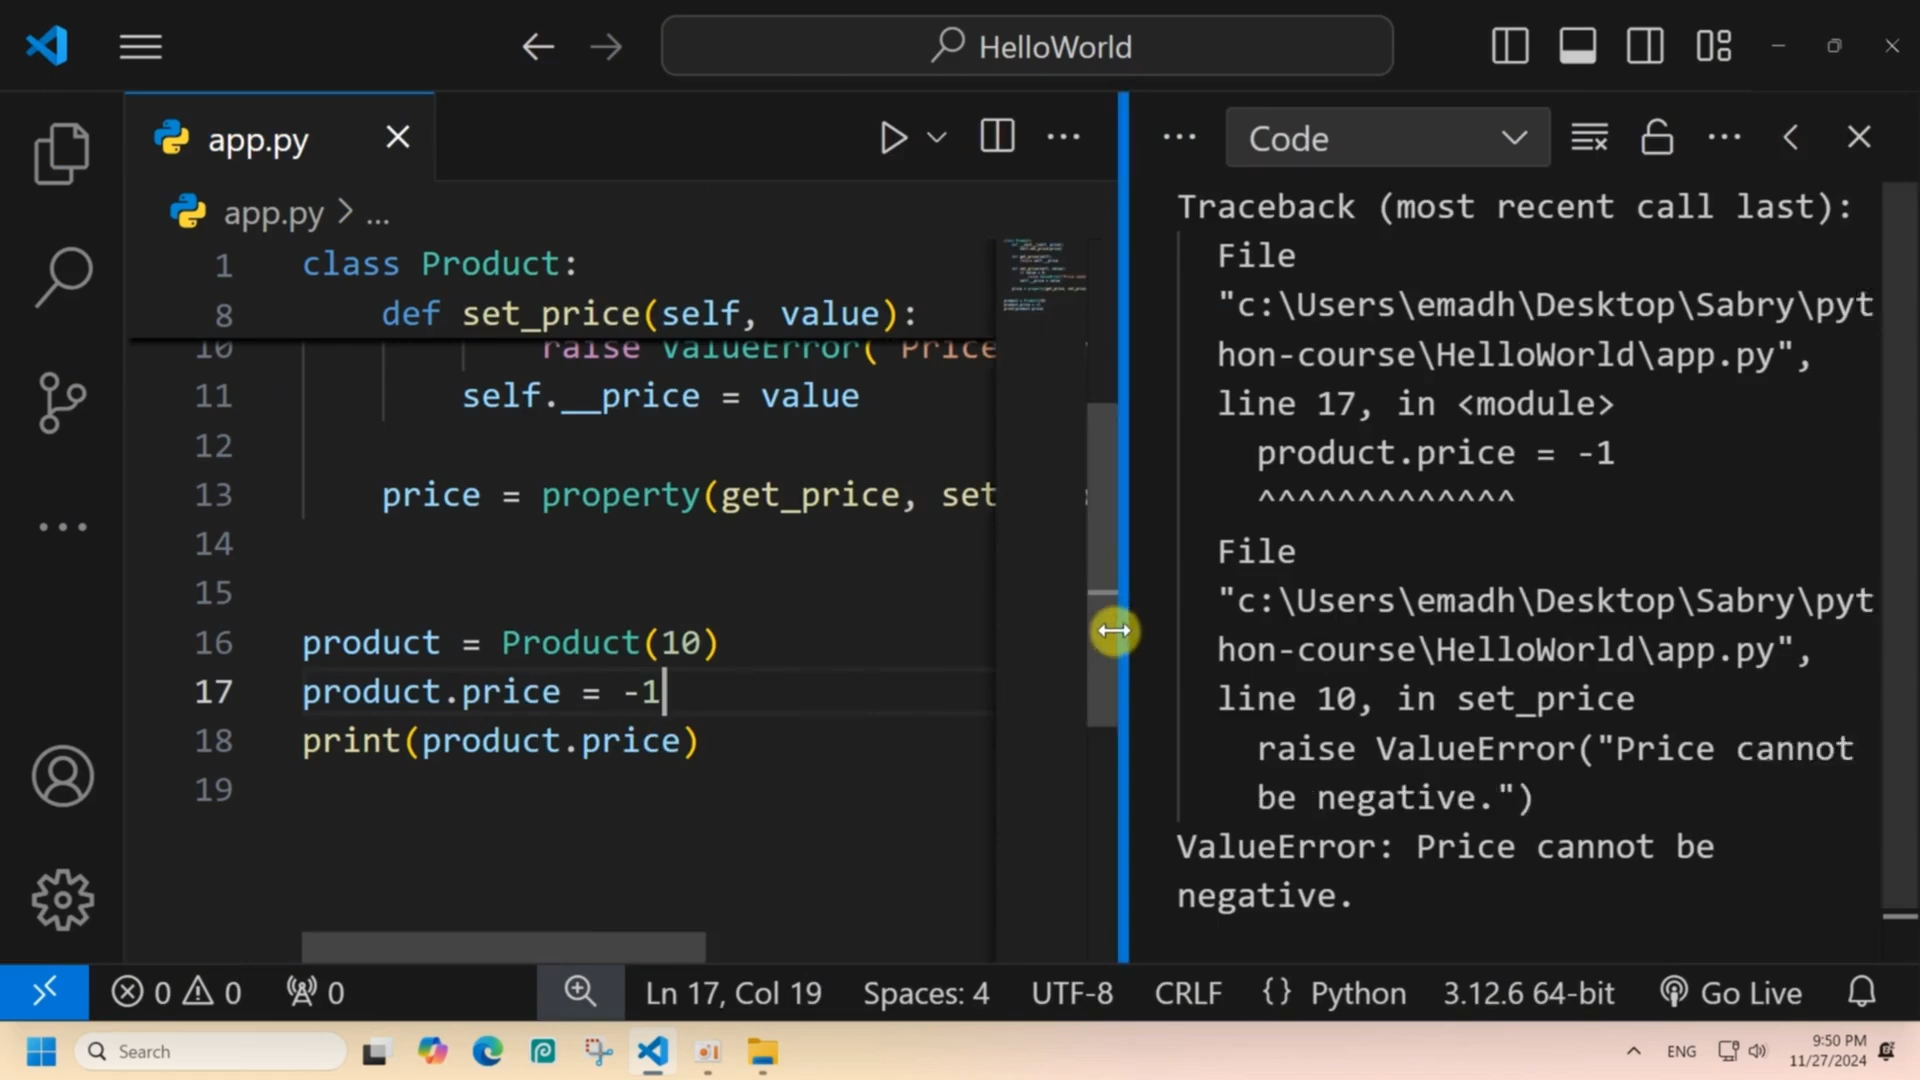 HelloWorld
app.py
Code
app.py > ...
1 class Product:
8 def set_price(self, value):
10 raise ValueError("Price
11 self.__price = value
12
13 price = property(get_price, set
14
15
16 product = Product(10)
17 product.price = -1
18 print(product.price)
19
Traceback (most recent call last):
File
"c:\Users\emadh\Desktop\Sabry\pyt
hon-course\HelloWorld\app.py",
line 17, in <module>
product.price = -1
^^^^^^^^^^^^^
File
"c:\Users\emadh\Desktop\Sabry\pyt
hon-course\HelloWorld\app.py",
line 10, in set_price
raise ValueError("Price cannot
be negative.")
ValueError: Price cannot be
negative.
0 0 0 Ln 17, Col 19 Spaces: 4 UTF-8 CRLF {} Python 3.12.6 64-bit Go Live
Search ENG 9:50 PM
11/27/2024